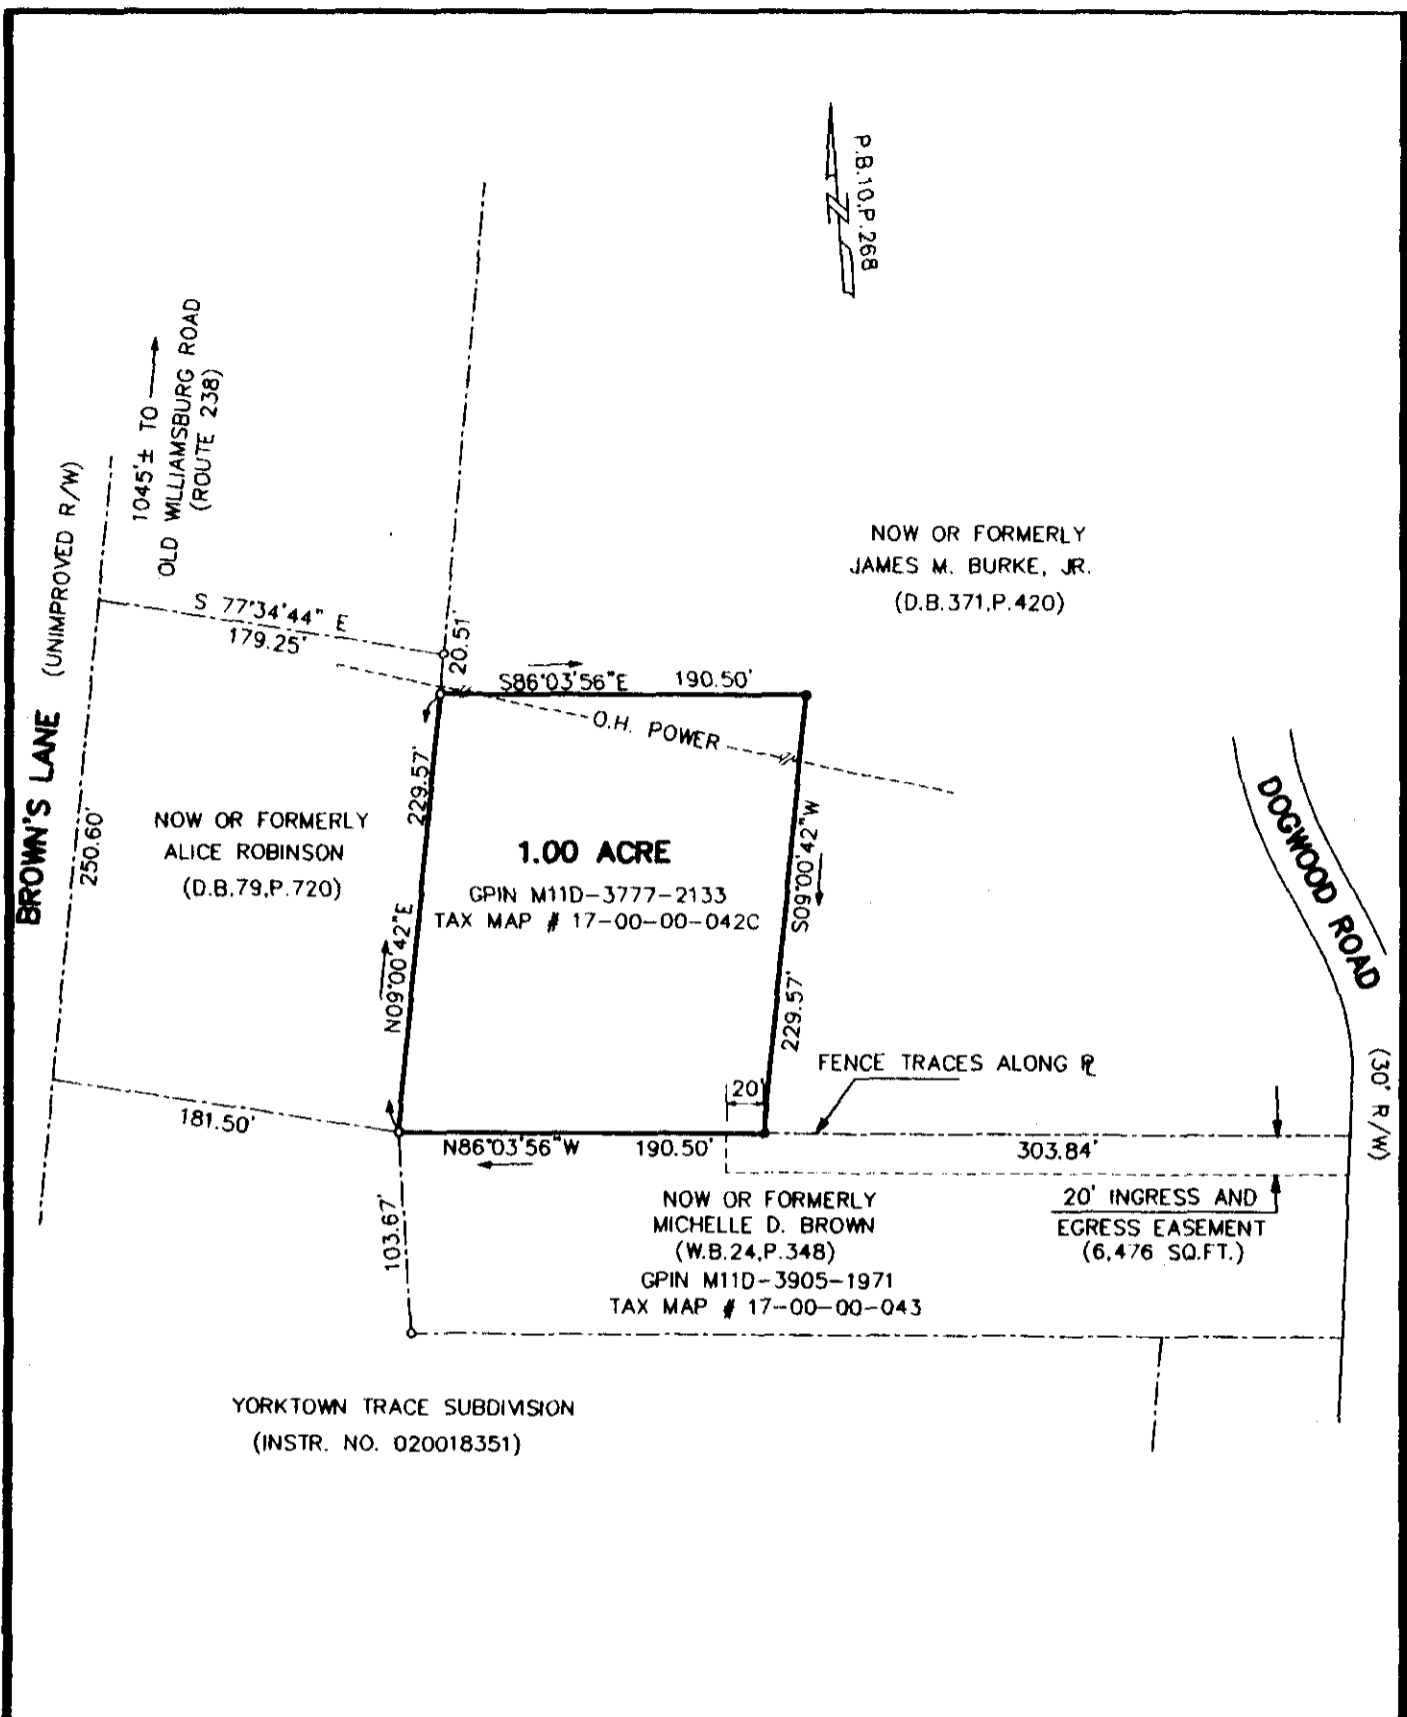 P.B.10,P.268
1045'± TO
OLD WILLIAMSBURG ROAD
(ROUTE 238)
BROWN'S LANE (UNIMPROVED R/W)
S 77°34'44" E
179.25'
20.51'
NOW OR FORMERLY
JAMES M. BURKE, JR.
(D.B.371,P.420)
S86°03'56"E 190.50'
O.H. POWER
229.57'
N09°00'42"E
250.60'
NOW OR FORMERLY
ALICE ROBINSON
(D.B.79,P.720)
1.00 ACRE
GPIN M11D-3777-2133
TAX MAP # 17-00-00-042C
S09°00'42"W
229.57'
DOGWOOD ROAD
(30' R/W)
FENCE TRACES ALONG PL
20'
181.50'
N86°03'56"W 190.50'
303.84'
103.67'
NOW OR FORMERLY
MICHELLE D. BROWN
(W.B.24,P.348)
GPIN M11D-3905-1971
TAX MAP # 17-00-00-043
20' INGRESS AND
EGRESS EASEMENT
(6,476 SQ.FT.)
YORKTOWN TRACE SUBDIVISION
(INSTR. NO. 020018351)